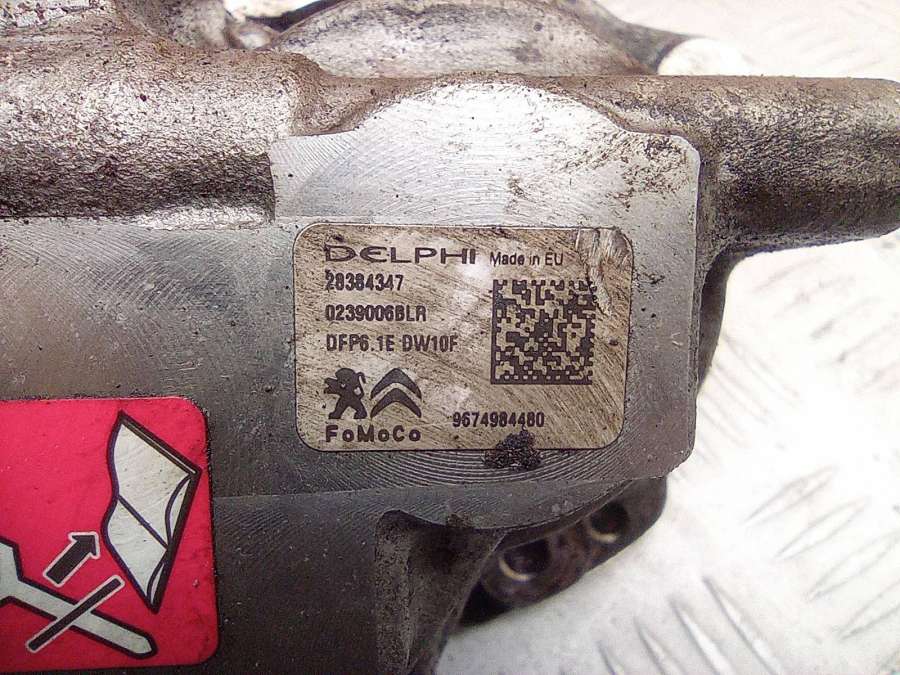 DELPHI Made in EU
28384347
0239006BLR
DFP6.1E DW10F
FoMoCo
9674984480